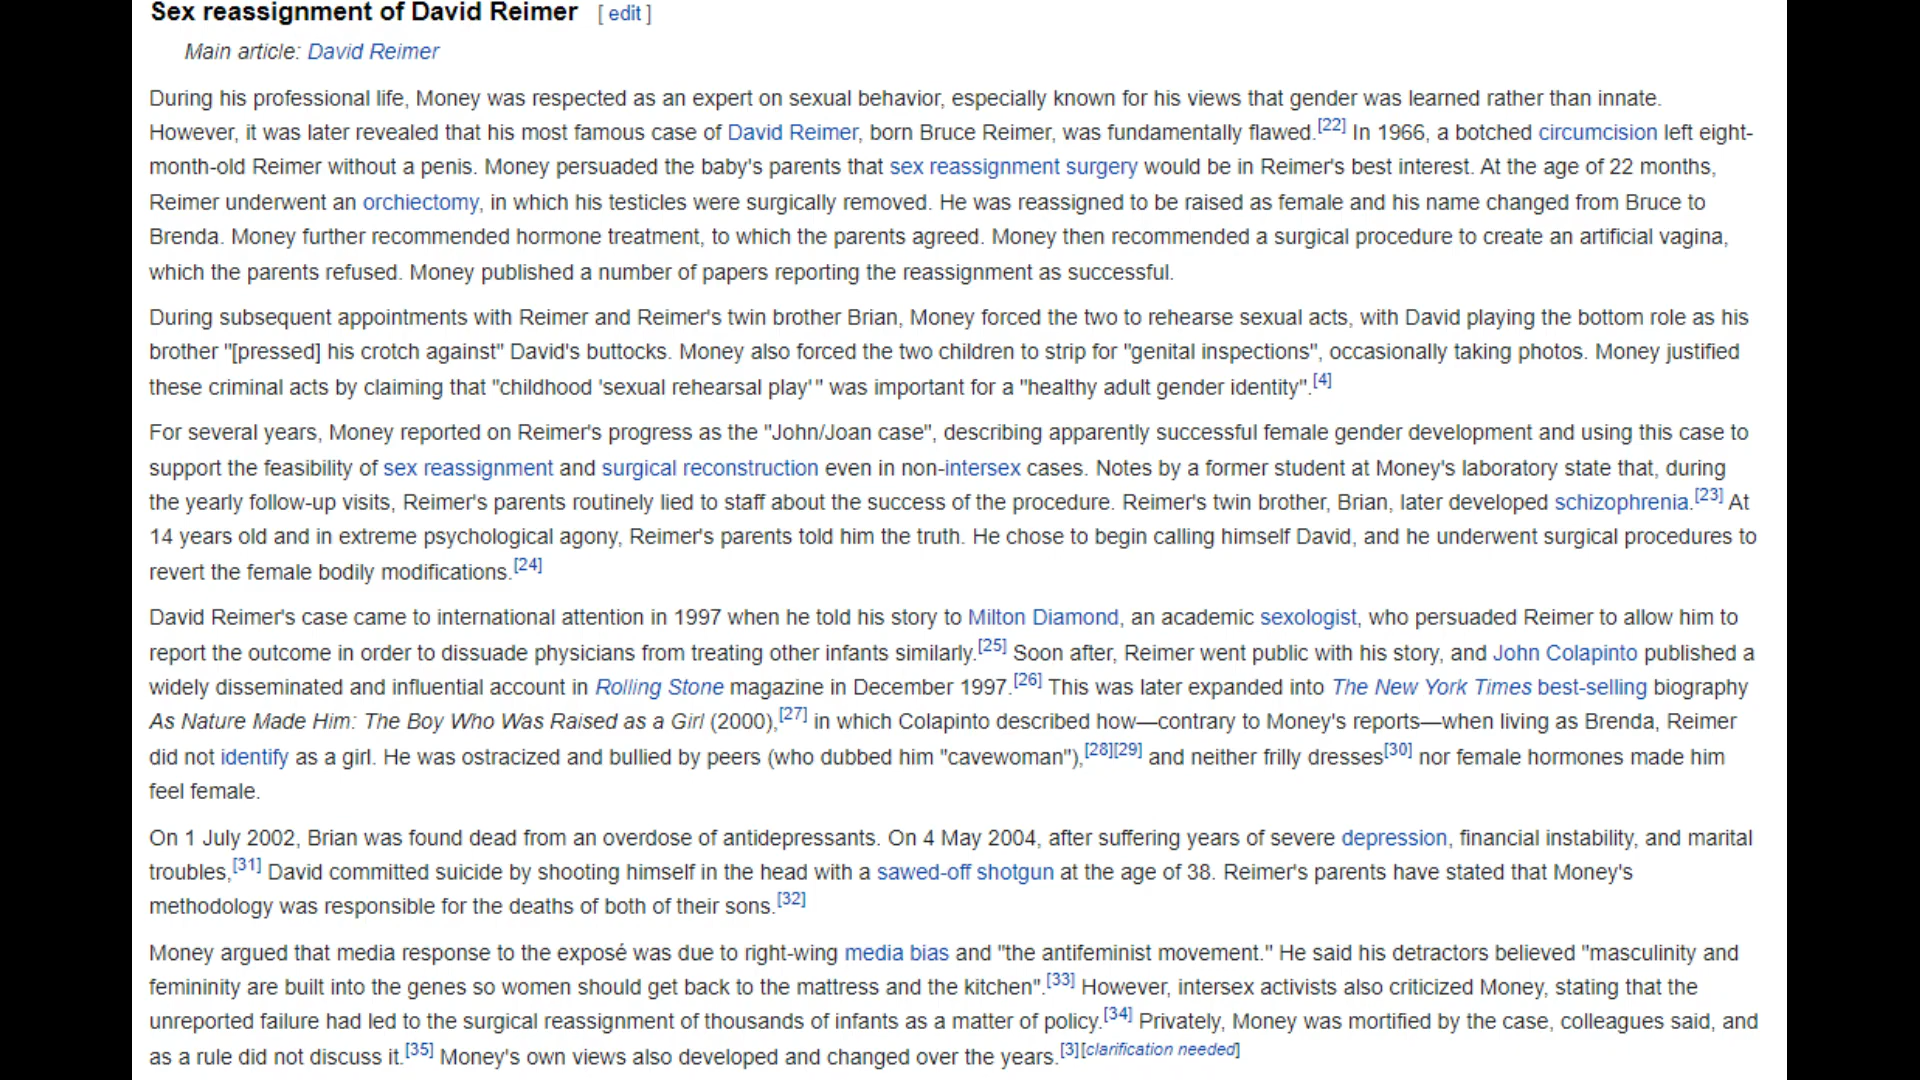 Sex reassignment of David Reimer [ edit ]
Main article: David Reimer
During his professional life, Money was respected as an expert on sexual behavior, especially known for his views that gender was learned rather than innate.
However, it was later revealed that his most famous case of David Reimer, born Bruce Reimer, was fundamentally flawed.[22] In 1966, a botched circumcision left eight-
month-old Reimer without a penis. Money persuaded the baby's parents that sex reassignment surgery would be in Reimer's best interest. At the age of 22 months,
Reimer underwent an orchiectomy, in which his testicles were surgically removed. He was reassigned to be raised as female and his name changed from Bruce to
Brenda. Money further recommended hormone treatment, to which the parents agreed. Money then recommended a surgical procedure to create an artificial vagina,
which the parents refused. Money published a number of papers reporting the reassignment as successful.
During subsequent appointments with Reimer and Reimer's twin brother Brian, Money forced the two to rehearse sexual acts, with David playing the bottom role as his
brother "[pressed] his crotch against" David's buttocks. Money also forced the two children to strip for "genital inspections", occasionally taking photos. Money justified
these criminal acts by claiming that "childhood 'sexual rehearsal play'" was important for a "healthy adult gender identity".[4]
For several years, Money reported on Reimer's progress as the "John/Joan case", describing apparently successful female gender development and using this case to
support the feasibility of sex reassignment and surgical reconstruction even in non-intersex cases. Notes by a former student at Money's laboratory state that, during
the yearly follow-up visits, Reimer's parents routinely lied to staff about the success of the procedure. Reimer's twin brother, Brian, later developed schizophrenia.[23] At
14 years old and in extreme psychological agony, Reimer's parents told him the truth. He chose to begin calling himself David, and he underwent surgical procedures to
revert the female bodily modifications.[24]
David Reimer's case came to international attention in 1997 when he told his story to Milton Diamond, an academic sexologist, who persuaded Reimer to allow him to
report the outcome in order to dissuade physicians from treating other infants similarly.[25] Soon after, Reimer went public with his story, and John Colapinto published a
widely disseminated and influential account in Rolling Stone magazine in December 1997.[26] This was later expanded into The New York Times best-selling biography
As Nature Made Him: The Boy Who Was Raised as a Girl (2000),[27] in which Colapinto described how—contrary to Money's reports—when living as Brenda, Reimer
did not identify as a girl. He was ostracized and bullied by peers (who dubbed him "cavewoman"),[28][29] and neither frilly dresses[30] nor female hormones made him
feel female.
On 1 July 2002, Brian was found dead from an overdose of antidepressants. On 4 May 2004, after suffering years of severe depression, financial instability, and marital
troubles,[31] David committed suicide by shooting himself in the head with a sawed-off shotgun at the age of 38. Reimer's parents have stated that Money's
methodology was responsible for the deaths of both of their sons.[32]
Money argued that media response to the exposé was due to right-wing media bias and "the antifeminist movement." He said his detractors believed "masculinity and
femininity are built into the genes so women should get back to the mattress and the kitchen".[33] However, intersex activists also criticized Money, stating that the
unreported failure had led to the surgical reassignment of thousands of infants as a matter of policy.[34] Privately, Money was mortified by the case, colleagues said, and
as a rule did not discuss it.[35] Money's own views also developed and changed over the years.[3][clarification needed]